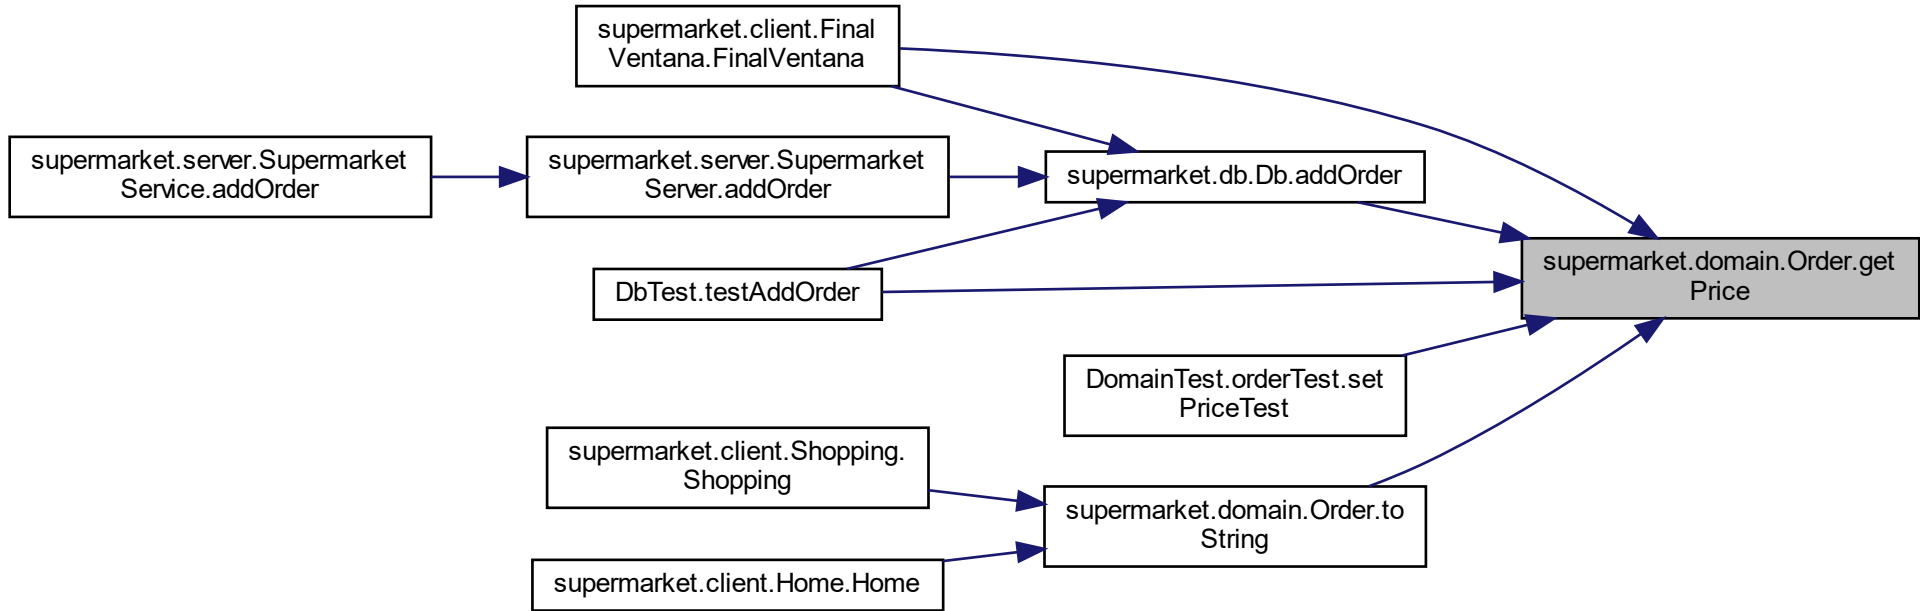 supermarket.client.Final
Ventana.FinalVentana
supermarket.server.Supermarket
Service.addOrder
supermarket.server.Supermarket
Server.addOrder
supermarket.db.Db.addOrder
supermarket.domain.Order.get
Price
DbTest.testAddOrder
DomainTest.orderTest.set
PriceTest
supermarket.client.Shopping.
Shopping
supermarket.domain.Order.to
String
supermarket.client.Home.Home